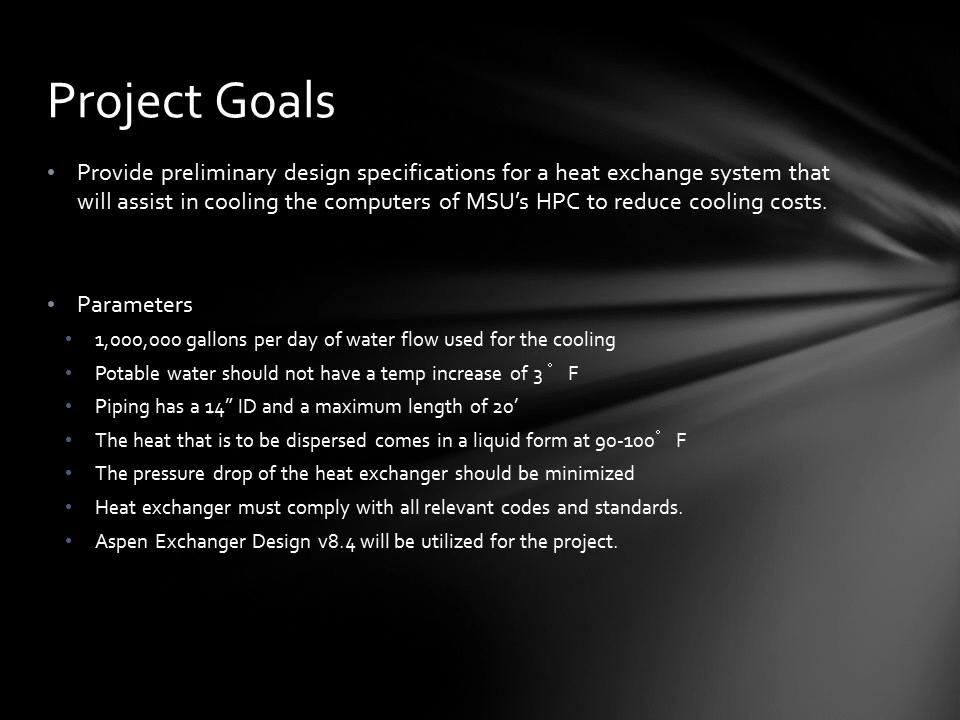 Project Goals
• Provide preliminary design specifications for a heat exchange system that
will assist in cooling the computers of MSU’s HPC to reduce cooling costs.
• Parameters
• 1,000,000 gallons per day of water flow used for the cooling
• Potable water should not have a temp increase of 3 ° F
• Piping has a 14” ID and a maximum length of 20’
• The heat that is to be dispersed comes in a liquid form at 90-100° F
• The pressure drop of the heat exchanger should be minimized
• Heat exchanger must comply with all relevant codes and standards.
• Aspen Exchanger Design v8.4 will be utilized for the project.